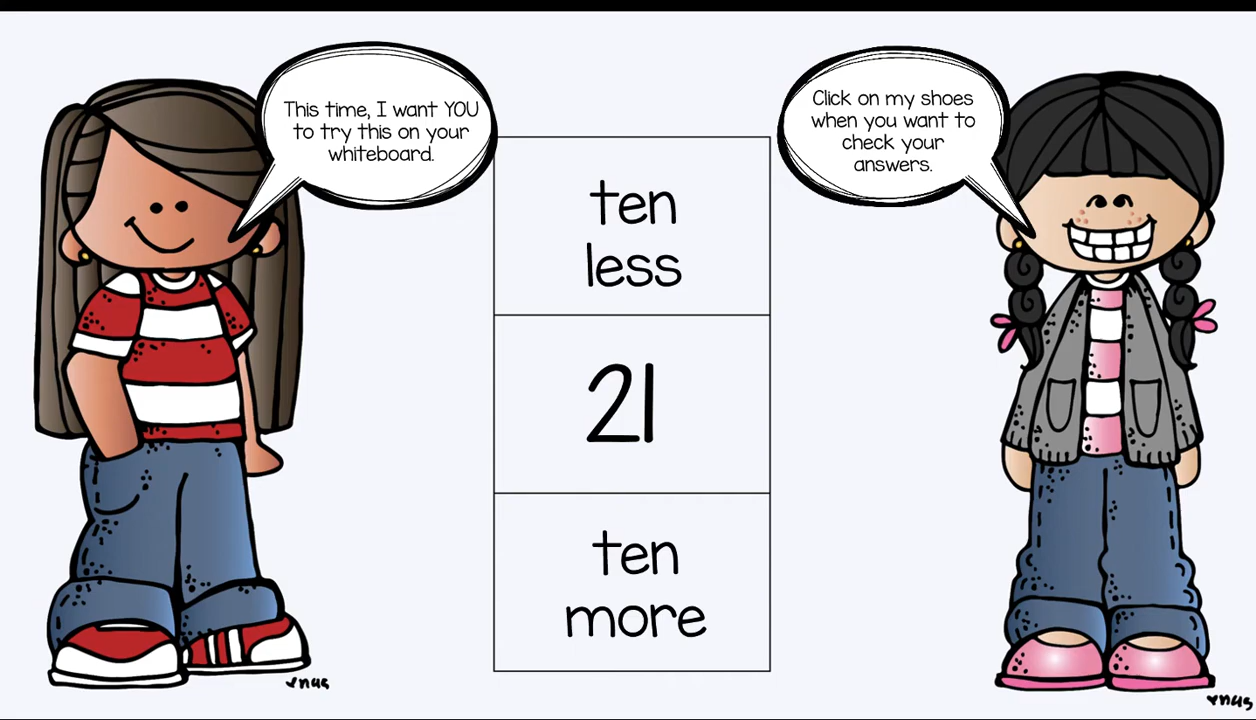 This time, I want YOU
to try this on your
whiteboard.
Click on my shoes
when you want to
check your
answers.
ten
less
21
ten
more